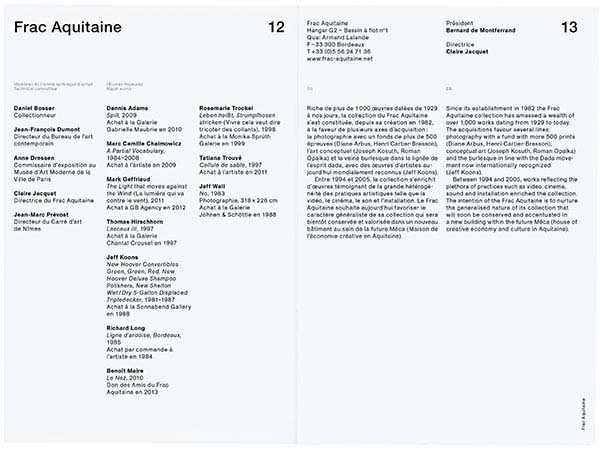 Frac Aquitaine
12
Membres du Comité technique d'achat
Technical committee
Daniel Bosser
Collectionneur
Jean-François Dumont
Directeur du Bureau de l'art
contemporain
Anne Dressen
Commissaire d'exposition au
Musée d'Art Moderne de la
Ville de Paris
Claire Jacquet
Directrice du Frac Aquitaine
Jean-Marc Prévost
Directeur du Carré d'art
de Nîmes
Œuvres majeures
Major works
Dennis Adams
Spill, 2009
Achat à la Galerie
Gabrielle Maubrie en 2010
Marc Camille Chaimowicz
A Partial Vocabulary,
1984–2008
Achat à l'artiste en 2009
Mark Geffriaud
The Light that moves against
the Wind (La lumière qui va
contre le vent), 2011
Achat à GB Agency en 2012
Thomas Hirschhorn
Lascaux III, 1997
Achat à la Galerie
Chantal Crousel en 1997
Jeff Koons
New Hoover Convertibles
Green, Green, Red, New
Hoover Deluxe Shampoo
Polishers, New Shelton
Wet/Dry 5-Gallon Displaced
Tripledecker, 1981–1987
Achat à la Sonnabend Gallery
en 1988
Richard Long
Ligne d'ardoise, Bordeaux,
1985
Achat par commande à
l'artiste en 1984
Benoît Maire
Le Nez, 2010
Don des Amis du Frac
Aquitaine en 2013
Rosemarie Trockel
Leben heißt, Strumpfhosen
stricken (Vivre cela veut dire
tricoter des collants), 1998
Achat à la Monika Sprüth
Galerie en 1999
Tatiana Trouvé
Cellule de sable, 1997
Achat à l'artiste en 2011
Jeff Wall
No, 1983
Photographie, 318 × 226 cm
Achat à la Galerie
Johnen & Schöttle en 1988
Frac Aquitaine
Hangar G2 – Bassin à flot n°1
Quai Armand Lalande
F – 33 300 Bordeaux
T +33 (0)5 56 24 71 36
www.frac-aquitaine.net
Président
Bernard de Montferrand
Directrice
Claire Jacquet
13
FR
Riche de plus de 1 000 œuvres datées de 1929
à nos jours, la collection du Frac Aquitaine
s'est constituée, depuis sa création en 1982,
à la faveur de plusieurs axes d'acquisition :
la photographie avec un fonds de plus de 500
épreuves (Diane Arbus, Henri Cartier-Bresson),
l'art conceptuel (Joseph Kosuth, Roman
Opalka) et la veine burlesque dans la lignée de
l'esprit dada, avec des œuvres d'artistes au-
jourd'hui mondialement reconnus (Jeff Koons).
Entre 1994 et 2005, la collection s'enrichit
d'œuvres témoignant de la grande hétérogé-
néité des pratiques artistiques telle que la
vidéo, le cinéma, le son et l'installation. Le Frac
Aquitaine souhaite aujourd'hui favoriser le
caractère généraliste de sa collection qui sera
bientôt conservée et valorisée dans un nouveau
bâtiment au sein de la future Méca (Maison de
l'Économie créative en Aquitaine).
EN
Since its establishment in 1982 the Frac
Aquitaine collection has amassed a wealth of
over 1,000 works dating from 1929 to today.
The acquisitions favour several lines:
photography with a fund with more 500 prints
(Diane Arbus, Henri Cartier-Bresson),
conceptual art (Joseph Kosuth, Roman Opalka)
and the burlesque in line with the Dada move-
ment now internationally recognized
(Jeff Koons).
Between 1994 and 2005, works reflecting the
plethora of practices such as video, cinema,
sound and installation enriched the collection.
The intention of the Frac Aquitaine is to nurture
the generalised nature of its collection that
will soon be conserved and accentuated in
a new building within the future Méca (house of
creative economy and culture in Aquitaine).
Frac Aquitaine